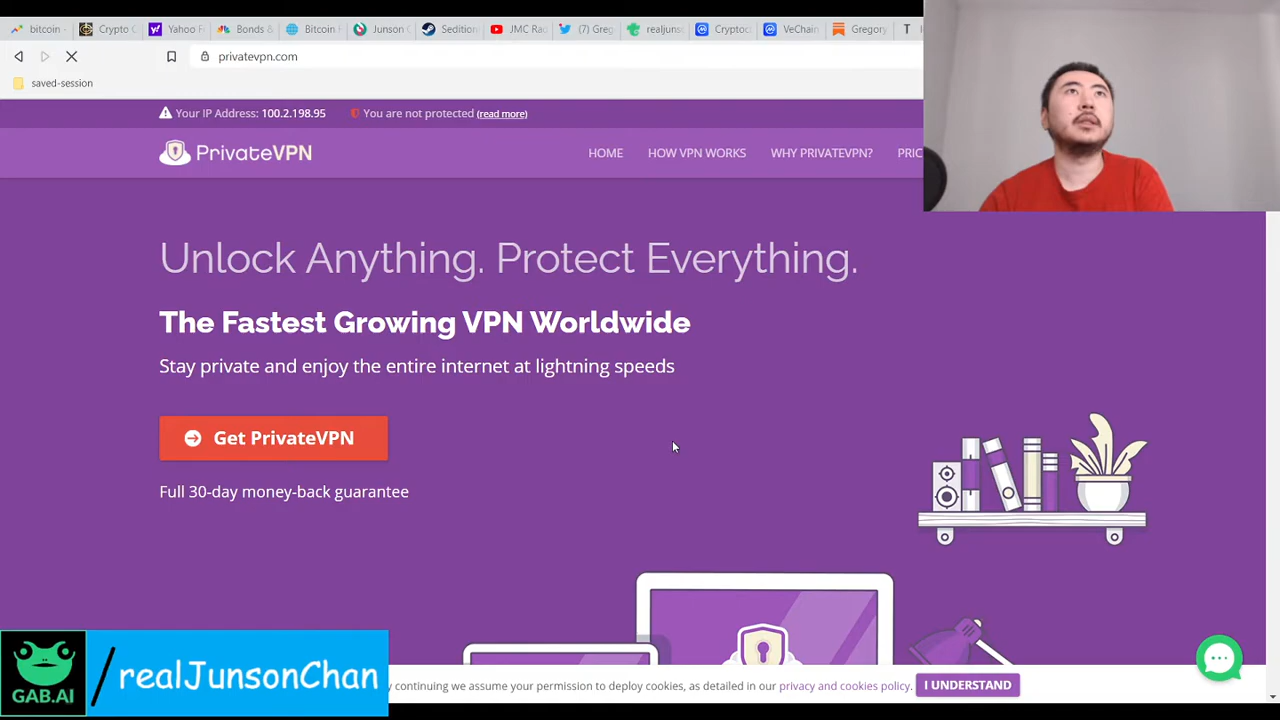 bitcoin
Crypto
Yahoo F
Bonds &
Bitcoin
Junson C
Sedition
JMC Rad
(Greg
realjuns
Cryptoc
VeChain
Gregory
T
privatevpn.com
saved-session
Your IP Address: 100.2.198.95 You are not protected (read more)
PrivateVPN
HOME HOW VPN WORKS WHY PRIVATEVPN? PRIC
Unlock Anything. Protect Everything.
The Fastest Growing VPN Worldwide
Stay private and enjoy the entire internet at lightning speeds
Get PrivateVPN
Full 30-day money-back guarantee
GAB.AI
/realJunsonChan
y continuing we assume your permission to deploy cookies, as detailed in our privacy and cookies policy. I UNDERSTAND